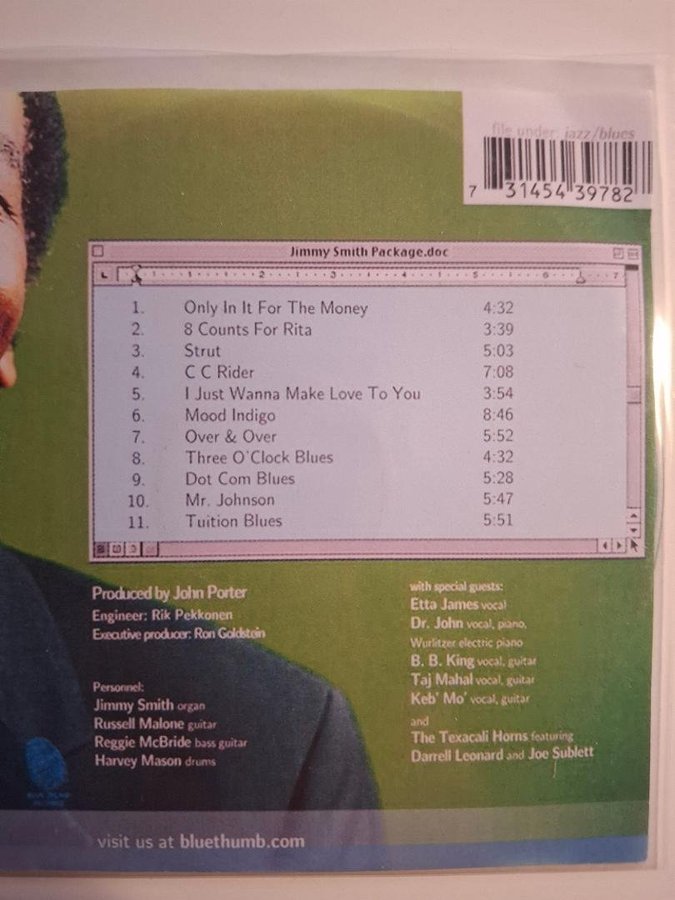 file under: jazz/blues
7 31454 39782
Jimmy Smith Package.doc
1 2 3 4 5 6 7
1. Only In It For The Money 4:32
2. 8 Counts For Rita 3:39
3. Strut 5:03
4. C C Rider 7:08
5. I Just Wanna Make Love To You 3:54
6. Mood Indigo 8:46
7. Over & Over 5:52
8. Three O'Clock Blues 4:32
9. Dot Com Blues 5:28
10. Mr. Johnson 5:47
11. Tuition Blues 5:51
Produced by John Porter
Engineer: Rik Pekkonen
Executive producer: Ron Goldstein
Personnel:
Jimmy Smith organ
Russell Malone guitar
Reggie McBride bass guitar
Harvey Mason drums
with special guests:
Etta James vocal
Dr. John vocal, piano,
Wurlitzer electric piano
B. B. King vocal, guitar
Taj Mahal vocal, guitar
Keb' Mo' vocal, guitar
and
The Texacali Horns featuring
Darrell Leonard and Joe Sublett
visit us at bluethumb.com